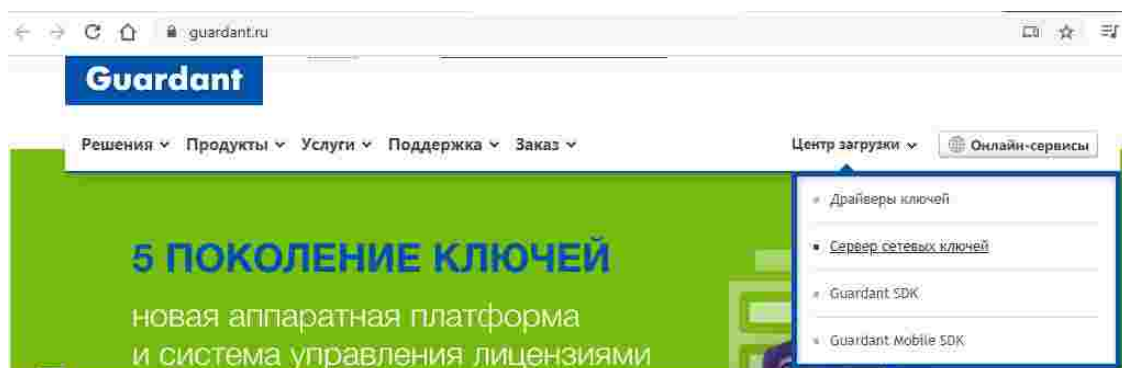 guardant.ru
Guardant
Решения Продукты Услуги Поддержка Заказ Центр загрузки Онлайн-сервисы
Драйверы ключей
Сервер сетевых ключей
Guardant SDK
Guardant Mobile SDK
5 ПОКОЛЕНИЕ КЛЮЧЕЙ
новая аппаратная платформа
и система управления лицензиями